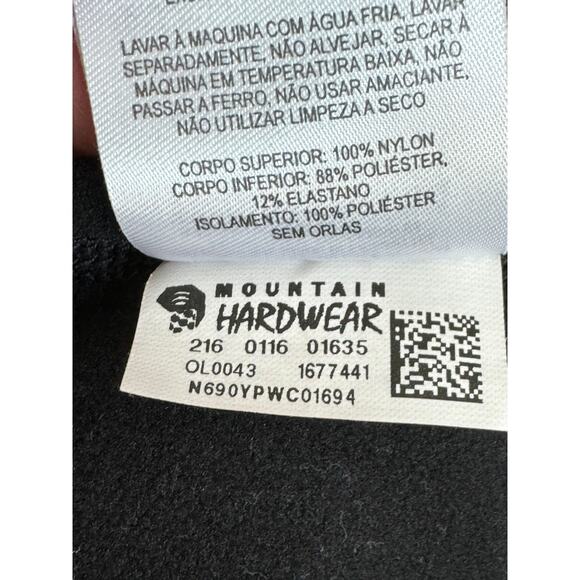 LAVAR À MAQUINA COM ÁGUA FRIA, LAVAR
SEPARADAMENTE, NÃO ALVEJAR, SECAR À
MÁQUINA EM TEMPERATURA BAIXA, NÃO
PASSAR A FERRO, NÃO USAR AMACIANTE,
NÃO UTILIZAR LIMPEZA A SECO
CORPO SUPERIOR: 100% NYLON
CORPO INFERIOR: 88% POLIÉSTER,
12% ELASTANO
ISOLAMENTO: 100% POLIÉSTER
SEM ORLAS
MOUNTAIN
HARDWEAR
216 0116 01635
OL0043 1677441
N690YPWC01694